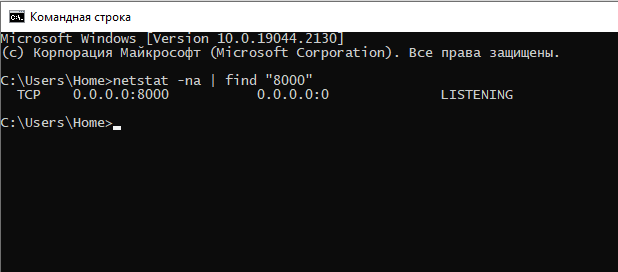 Командная строка
Microsoft Windows [Version 10.0.19044.2130]
(c) Корпорация Майкрософт (Microsoft Corporation). Все права защищены.
C:\Users\Home>netstat -na | find "8000"
TCP    0.0.0.0:8000           0.0.0.0:0              LISTENING
C:\Users\Home>